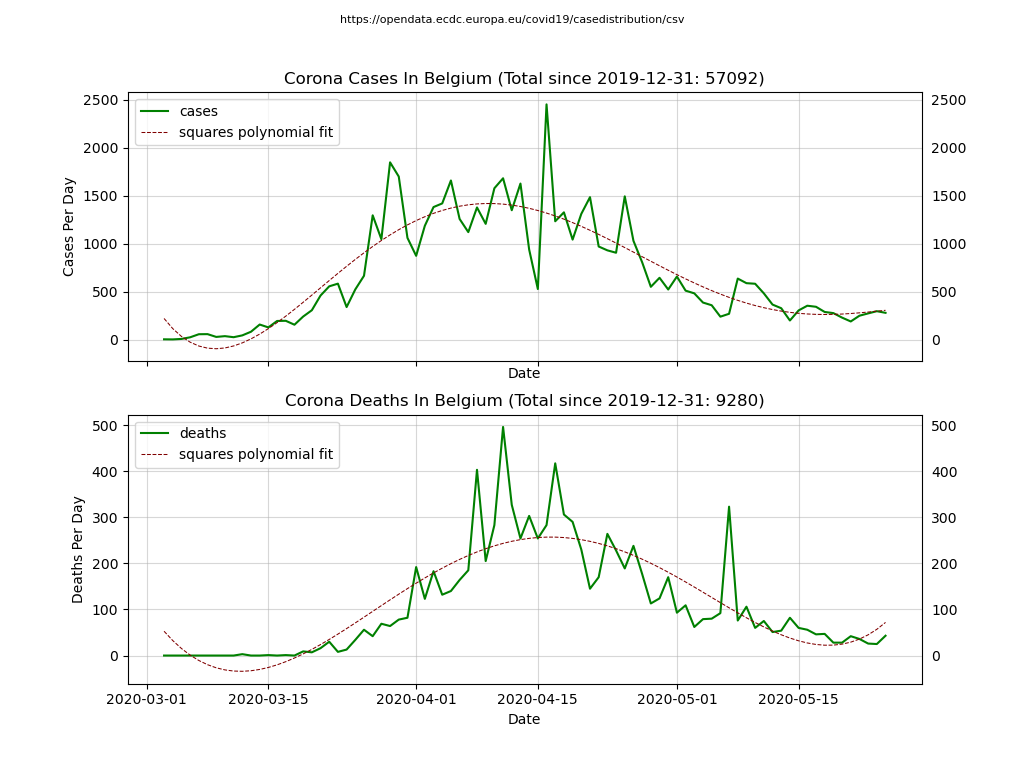 https://opendata.ecdc.europa.eu/covid19/casedistribution/csv
Corona Cases In Belgium (Total since 2019-12-31: 57092)
cases
squares polynomial fit
Cases Per Day
2500 2500
2000 2000
1500 1500
1000 1000
500 500
0 0
Date
Corona Deaths In Belgium (Total since 2019-12-31: 9280)
deaths
squares polynomial fit
Deaths Per Day
500 500
400 400
300 300
200 200
100 100
0 0
2020-03-01 2020-03-15 2020-04-01 2020-04-15 2020-05-01 2020-05-15
Date